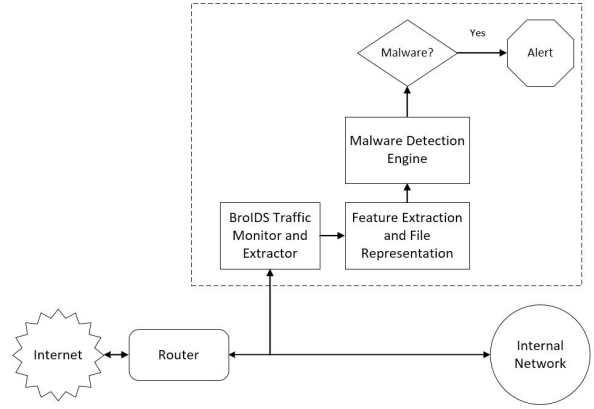 Yes
Malware?
Alert
Malware Detection
Engine
BroIDS Traffic
Monitor and
Extractor
Feature Extraction
and File
Representation
Internet
Router
Internal
Network